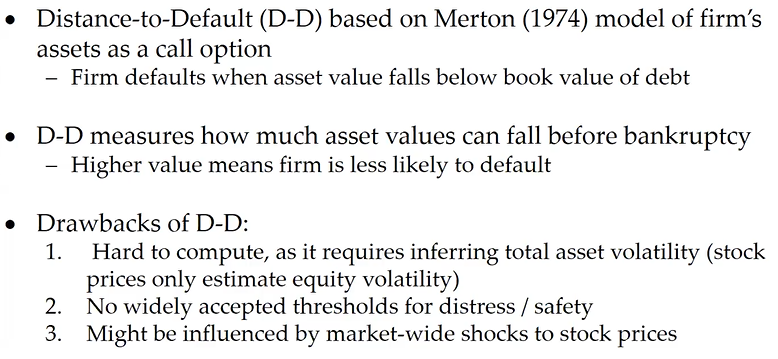 • Distance-to-Default (D-D) based on Merton (1974) model of firm's
assets as a call option
– Firm defaults when asset value falls below book value of debt
• D-D measures how much asset values can fall before bankruptcy
– Higher value means firm is less likely to default
• Drawbacks of D-D:
1. Hard to compute, as it requires inferring total asset volatility (stock
prices only estimate equity volatility)
2. No widely accepted thresholds for distress / safety
3. Might be influenced by market-wide shocks to stock prices